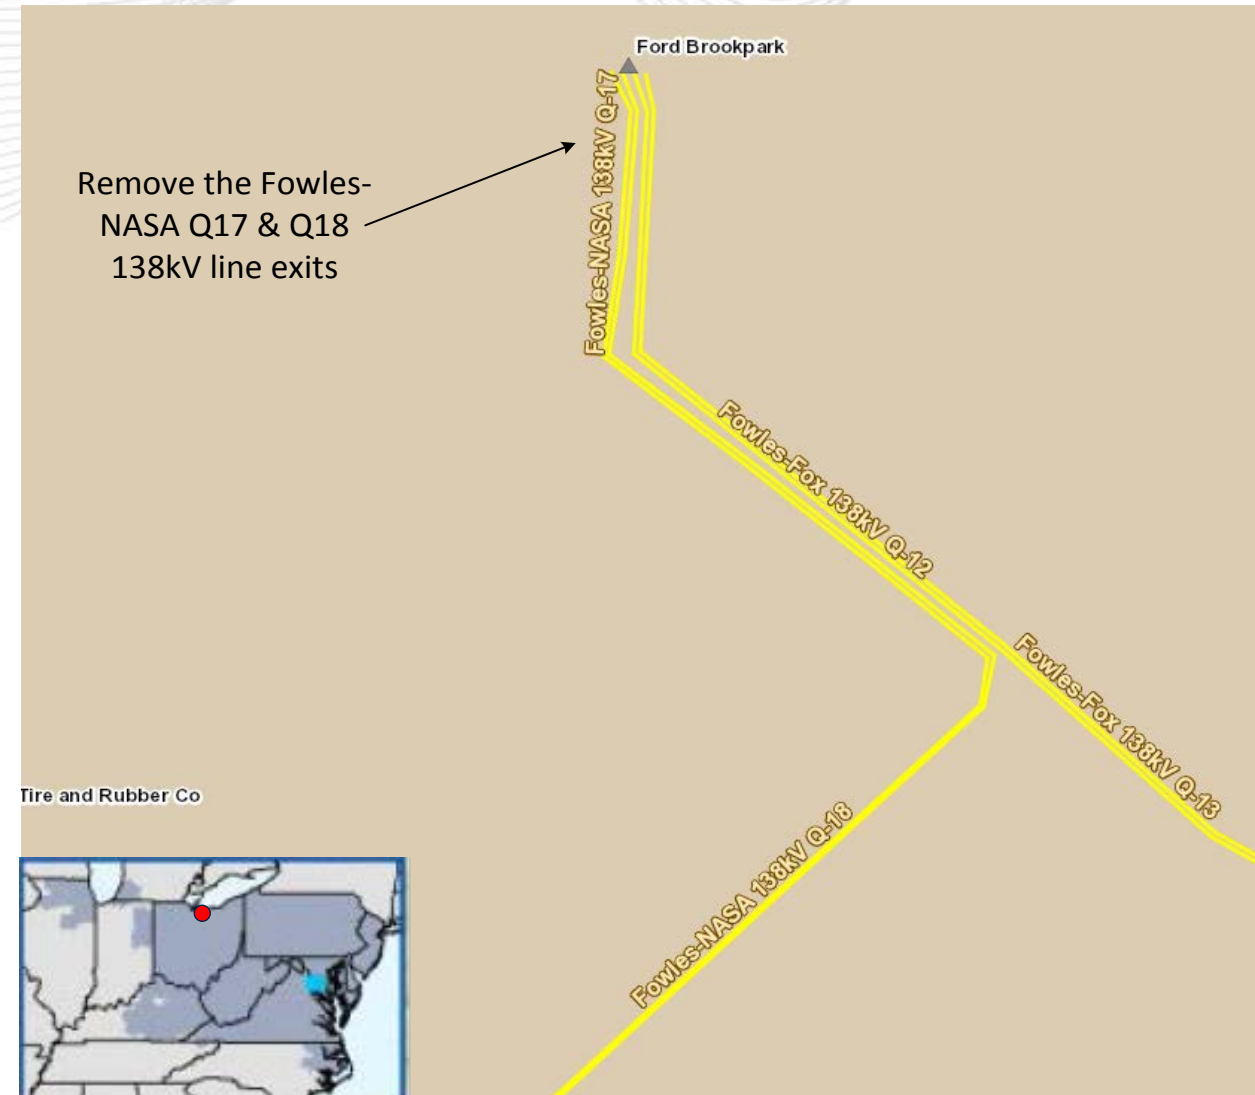 Ford Brookpark
Fowles-NASA 138kV Q-17
Remove the Fowles-
NASA Q17 & Q18
138kV line exits
Fowles-Fox 138kV Q-12
Fowles-Fox 138kV Q-13
Tire and Rubber Co
Fowles-NASA 138kV Q-18